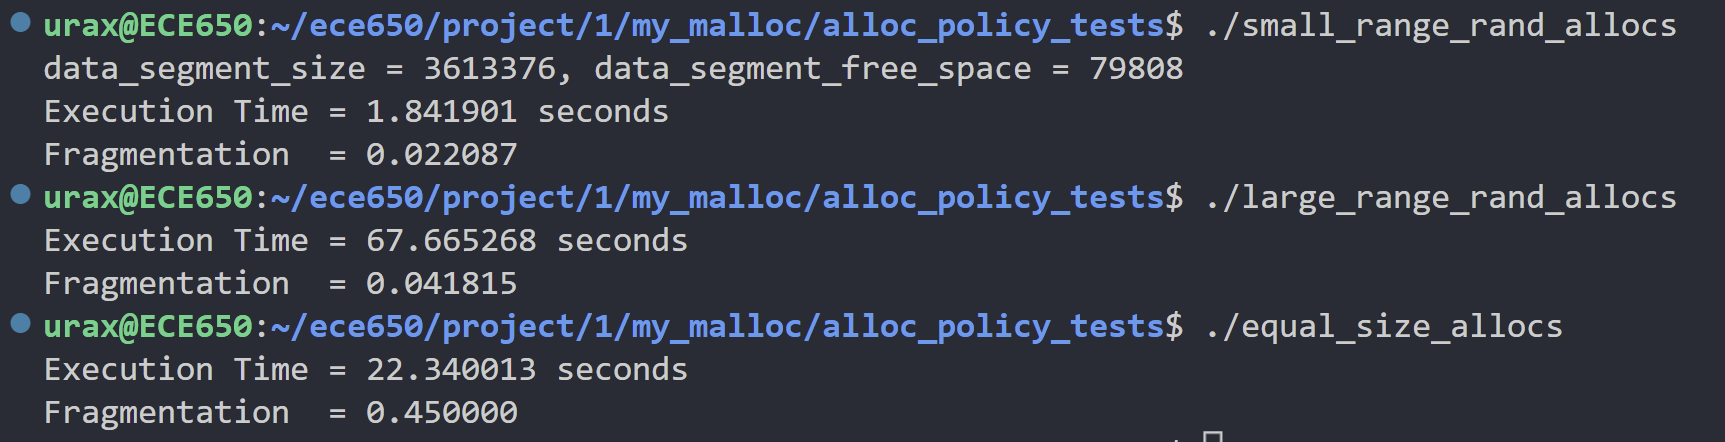 urax@ECE650:~/ece650/project/1/my_malloc/alloc_policy_tests$ ./small_range_rand_allocs
data_segment_size = 3613376, data_segment_free_space = 79808
Execution Time = 1.841901 seconds
Fragmentation  = 0.022087
urax@ECE650:~/ece650/project/1/my_malloc/alloc_policy_tests$ ./large_range_rand_allocs
Execution Time = 67.665268 seconds
Fragmentation  = 0.041815
urax@ECE650:~/ece650/project/1/my_malloc/alloc_policy_tests$ ./equal_size_allocs
Execution Time = 22.340013 seconds
Fragmentation  = 0.450000